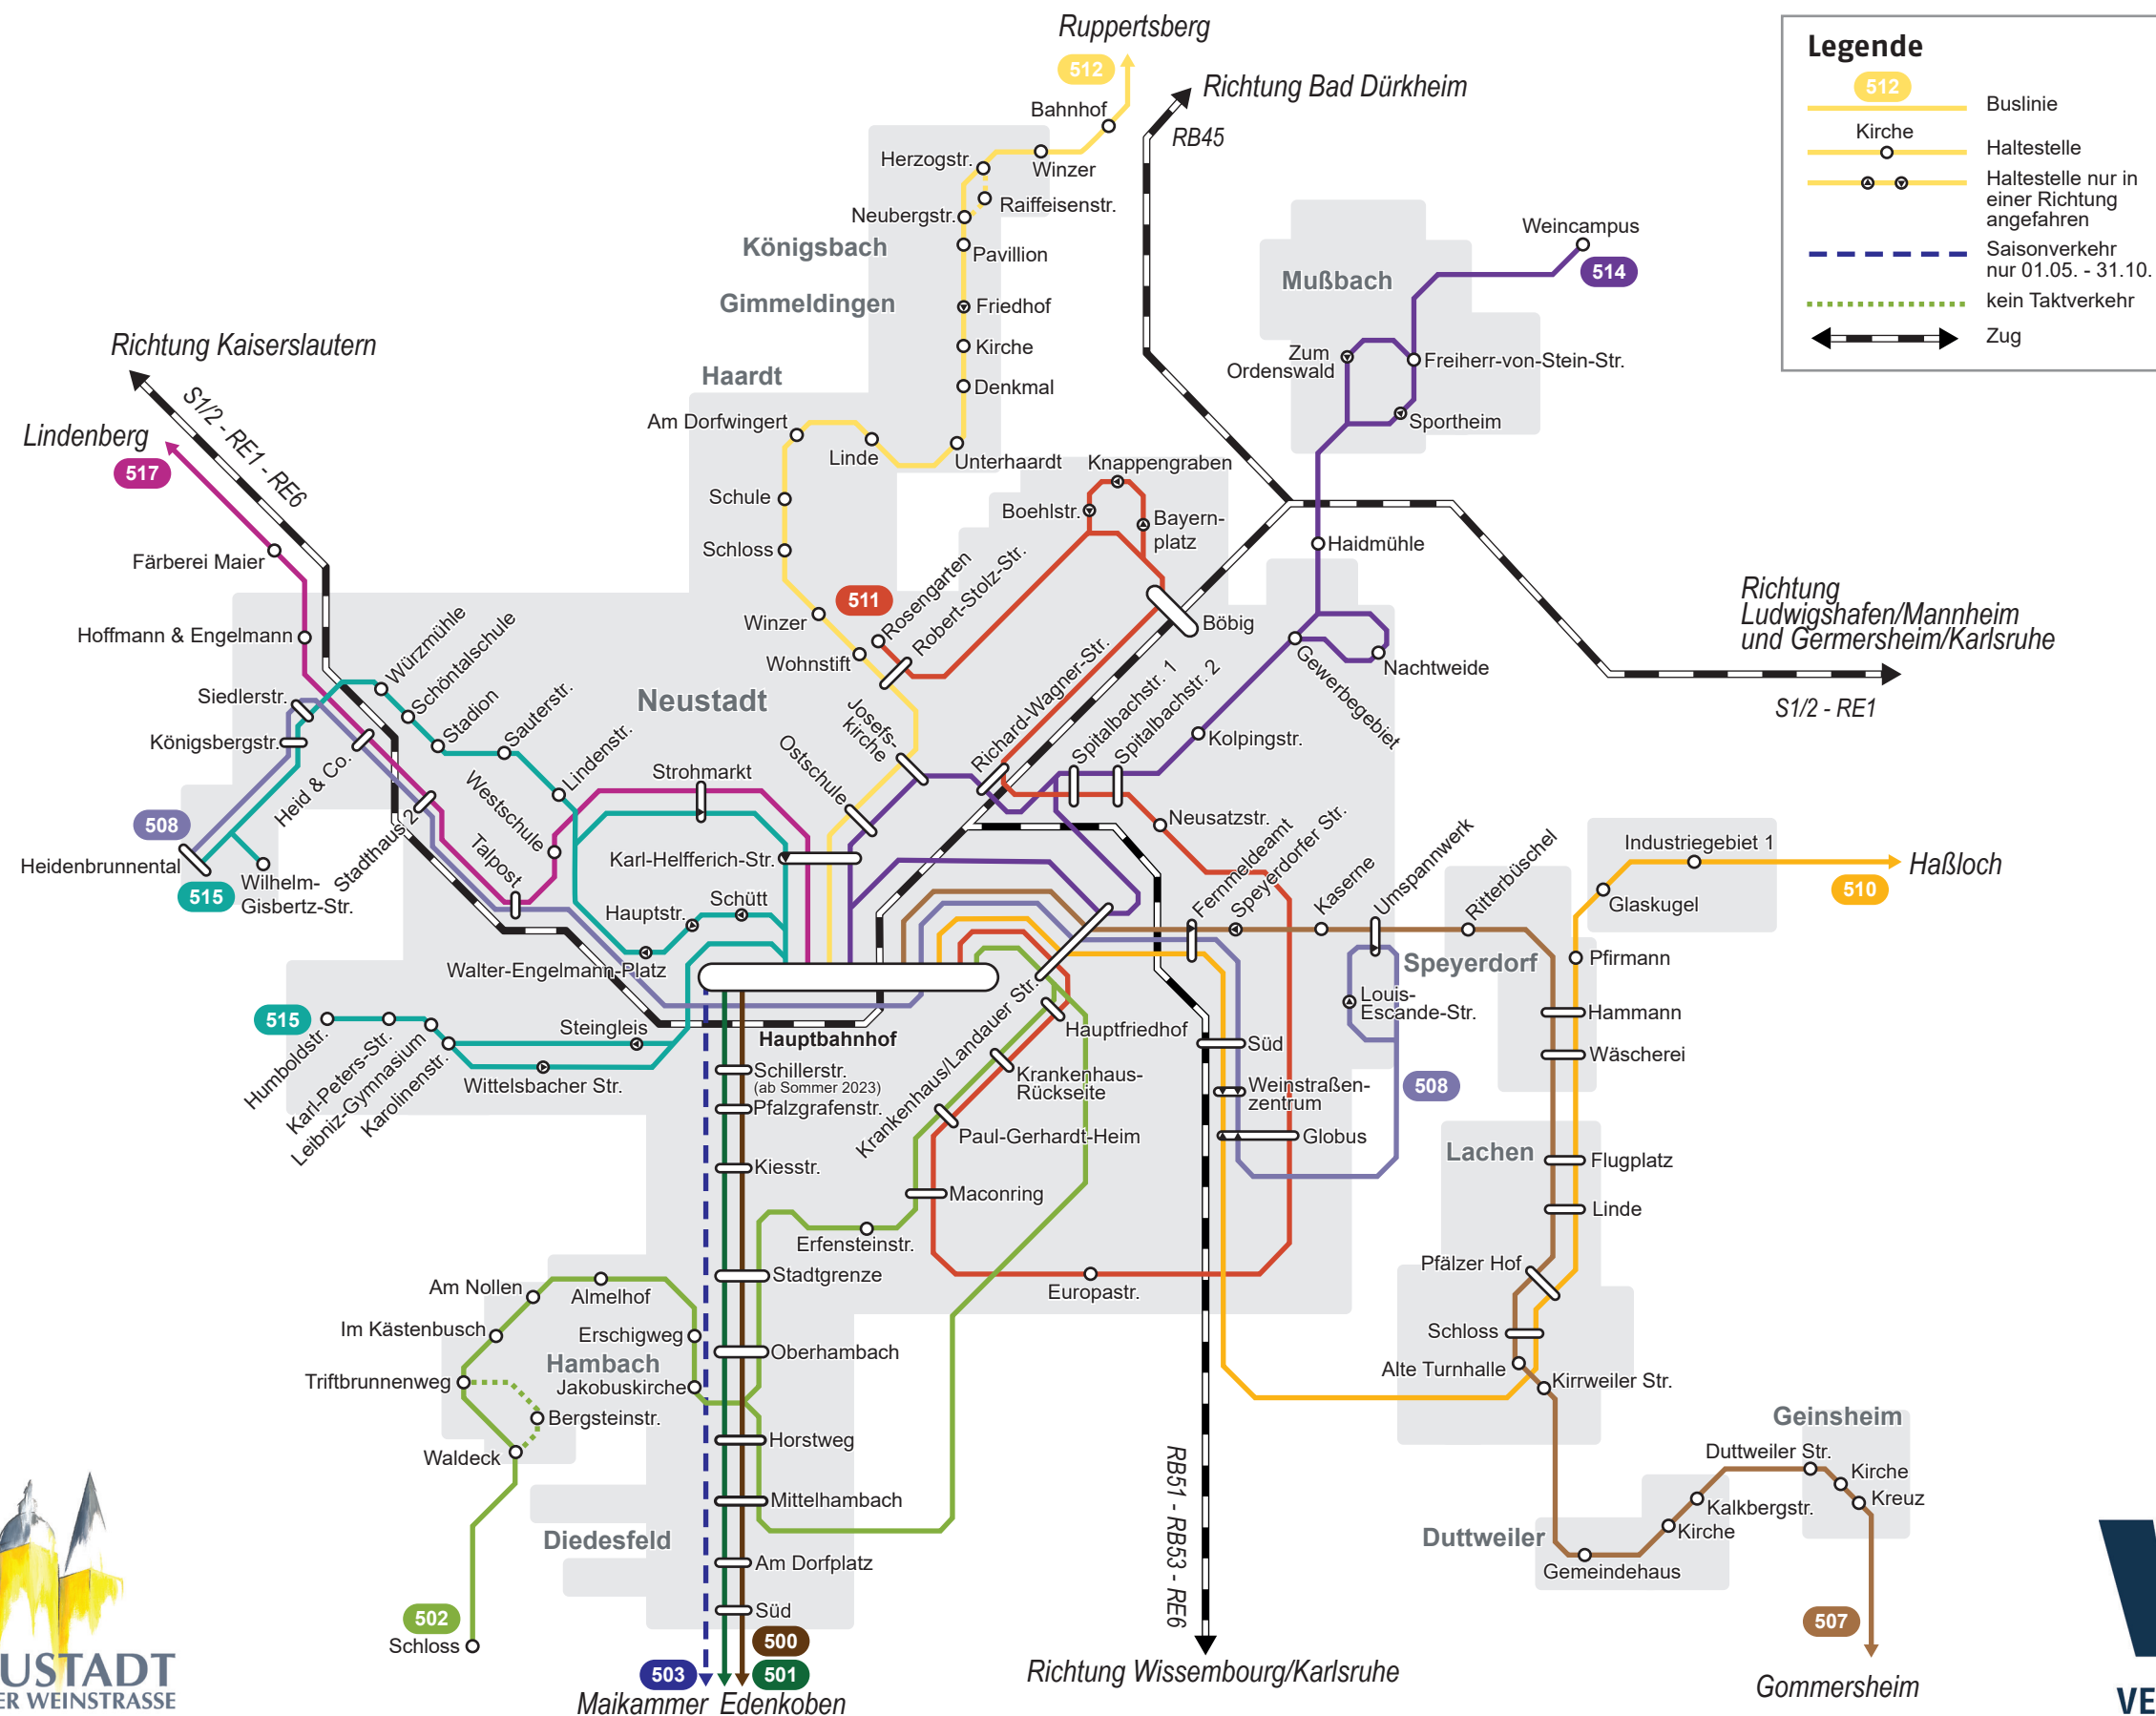 Ruppertsberg
512
Richtung Bad Dürkheim
RB45
Bahnhof
Herzogstr.
Winzer
Raiffeisenstr.
Neubergstr.
Königsbach
Pavillion
Gimmeldingen
Friedhof
Kirche
Haardt
Denkmal
Am Dorfwingert
Linde
Unterhaardt
Schule
Schloss
Winzer
Wohnstift
Legende
512
Buslinie
Kirche
Haltestelle
Haltestelle nur in
einer Richtung
angefahren
Saisonverkehr
nur 01.05. - 31.10.
kein Taktverkehr
Zug
Weincampus
514
Mußbach
Zum
Ordenswald
Freiherr-von-Stein-Str.
Sportheim
Haidmühle
Richtung Kaiserslautern
S1/2 - RE1 - RE6
Lindenberg
517
Färberei Maier
Hoffmann & Engelmann
Knappengraben
Boehlstr.
Bayern-
platz
511
Rosengarten
Robert-Stolz-Str.
Böbig
Richtung
Ludwigshafen/Mannheim
und Germersheim/Karlsruhe
S1/2 - RE1
Gewerbegebiet
Nachtweide
Kolpingstr.
Richard-Wagner-Str.
Spitalbachstr. 1
Spitalbachstr. 2
Neusatzstr.
Neustadt
Josefs-
kirche
Ostschule
Siedlerstr.
Königsbergstr.
Würzmühle
Schöntalschule
Stadion
Sauterstr.
Lindenstr.
Heid & Co.
Stadthaus 2
Westschule
Talpost
Strohmarkt
508
Heidenbrunnental
515
Wilhelm-
Gisbertz-Str.
Karl-Helfferich-Str.
Schütt
Hauptstr.
Walter-Engelmann-Platz
Fernmeldeamt
Speyerdorfer Str.
Kaserne
Umspannwerk
Ritterbüschel
Industriegebiet 1
Haßloch
510
Glaskugel
Pfirmann
Speyerdorf
Louis-
Escande-Str.
Hammann
Wäscherei
515
Humboldstr.
Karl-Peters-Str.
Leibniz-Gymnasium
Karolinenstr.
Steingleis
Wittelsbacher Str.
Hauptbahnhof
Schillerstr.
(ab Sommer 2023)
Pfalzgrafenstr.
Kiesstr.
Krankenhaus/Landauer Str.
Hauptfriedhof
Krankenhaus-
Rückseite
Paul-Gerhardt-Heim
Maconring
Erfensteinstr.
Süd
Weinstraßen-
zentrum
Globus
508
Lachen
Flugplatz
Linde
Pfälzer Hof
Schloss
Alte Turnhalle
Kirrweiler Str.
Europastr.
Stadtgrenze
Oberhambach
Horstweg
Mittelhambach
Am Dorfplatz
Süd
Am Nollen
Almelhof
Im Kästenbusch
Erschigweg
Hambach
Triftbrunnenweg
Jakobuskirche
Bergsteinstr.
Waldeck
Diedesfeld
502
Schloss
500
503
501
Maikammer
Edenkoben
RB51 - RB53 - RE6
Richtung Wissembourg/Karlsruhe
Geinsheim
Duttweiler Str.
Kirche
Kreuz
Kalkbergstr.
Kirche
Duttweiler
Gemeindehaus
507
Gommersheim
USTADT
ER WEINSTRASSE
VE